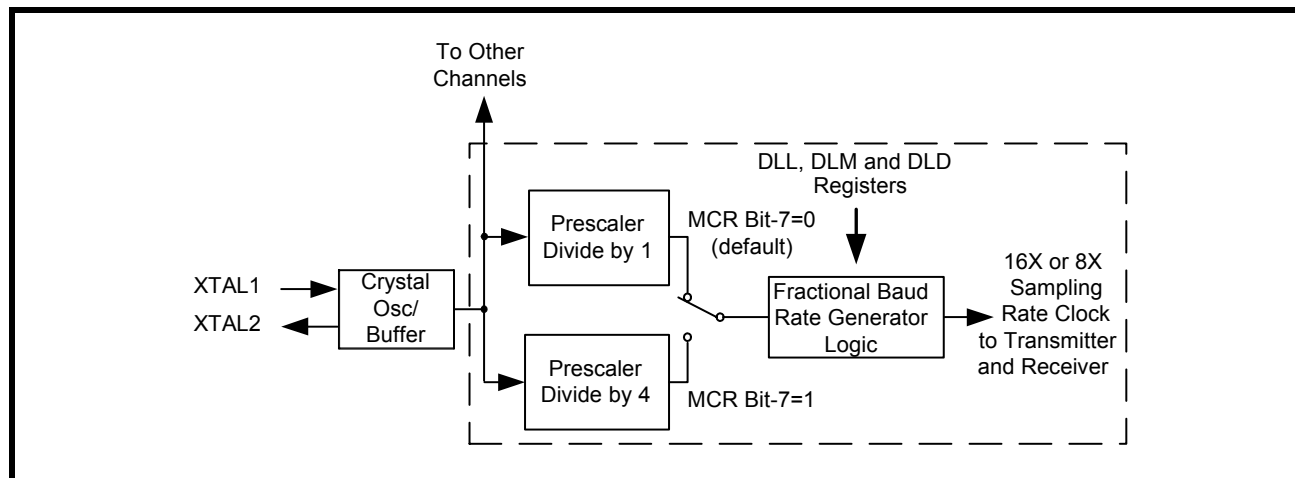 To Other
Channels
DLL, DLM and DLD
Registers
Prescaler
Divide by 1
MCR Bit-7=0
(default)
16X or 8X
Sampling
Rate Clock
to Transmitter
and Receiver
XTAL1
XTAL2
Crystal
Osc/
Buffer
Fractional Baud
Rate Generator
Logic
Prescaler
Divide by 4
MCR Bit-7=1